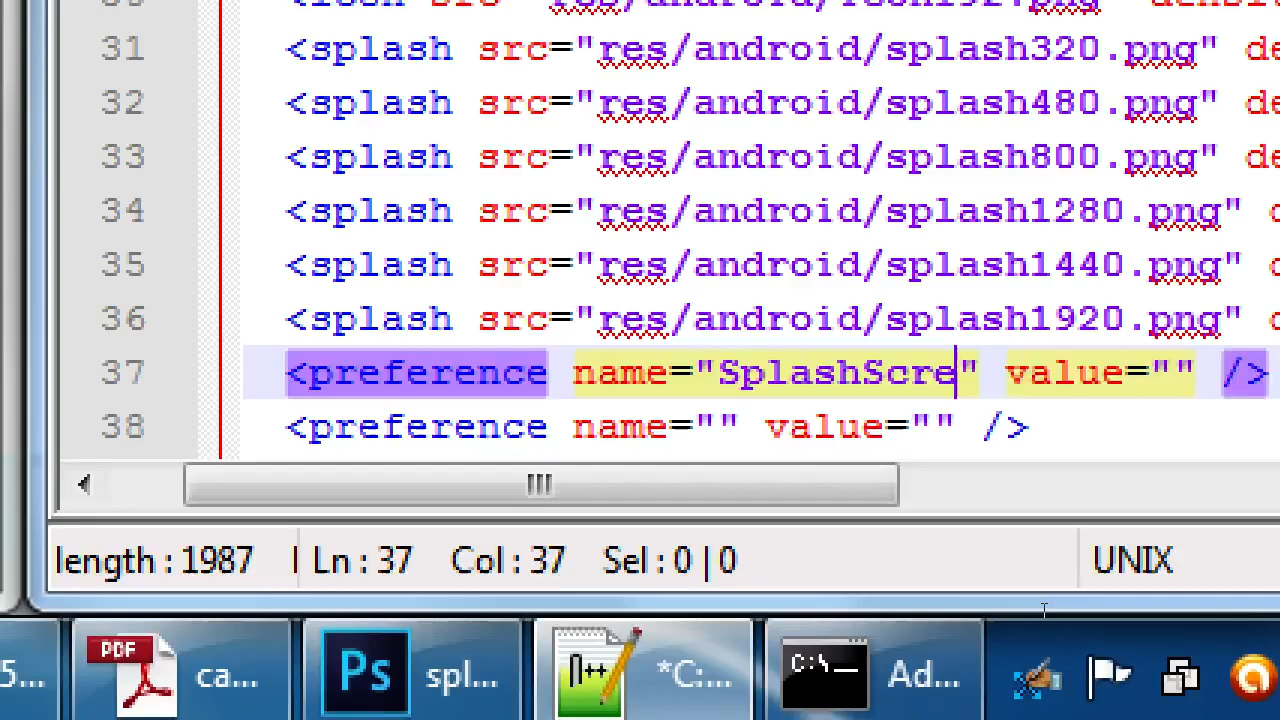 31 <splash src="res/android/splash320.png" de
32 <splash src="res/android/splash480.png" de
33 <splash src="res/android/splash800.png" de
34 <splash src="res/android/splash1280.png"
35 <splash src="res/android/splash1440.png"
36 <splash src="res/android/splash1920.png"
37 <preference name="SplashScre" value="" />
38 <preference name="" value="" />
length : 1987 Ln : 37 Col : 37 Sel : 0 | 0 UNIX
5... PDF ca... Ps spl... n++ *C:... C:\ Ad...